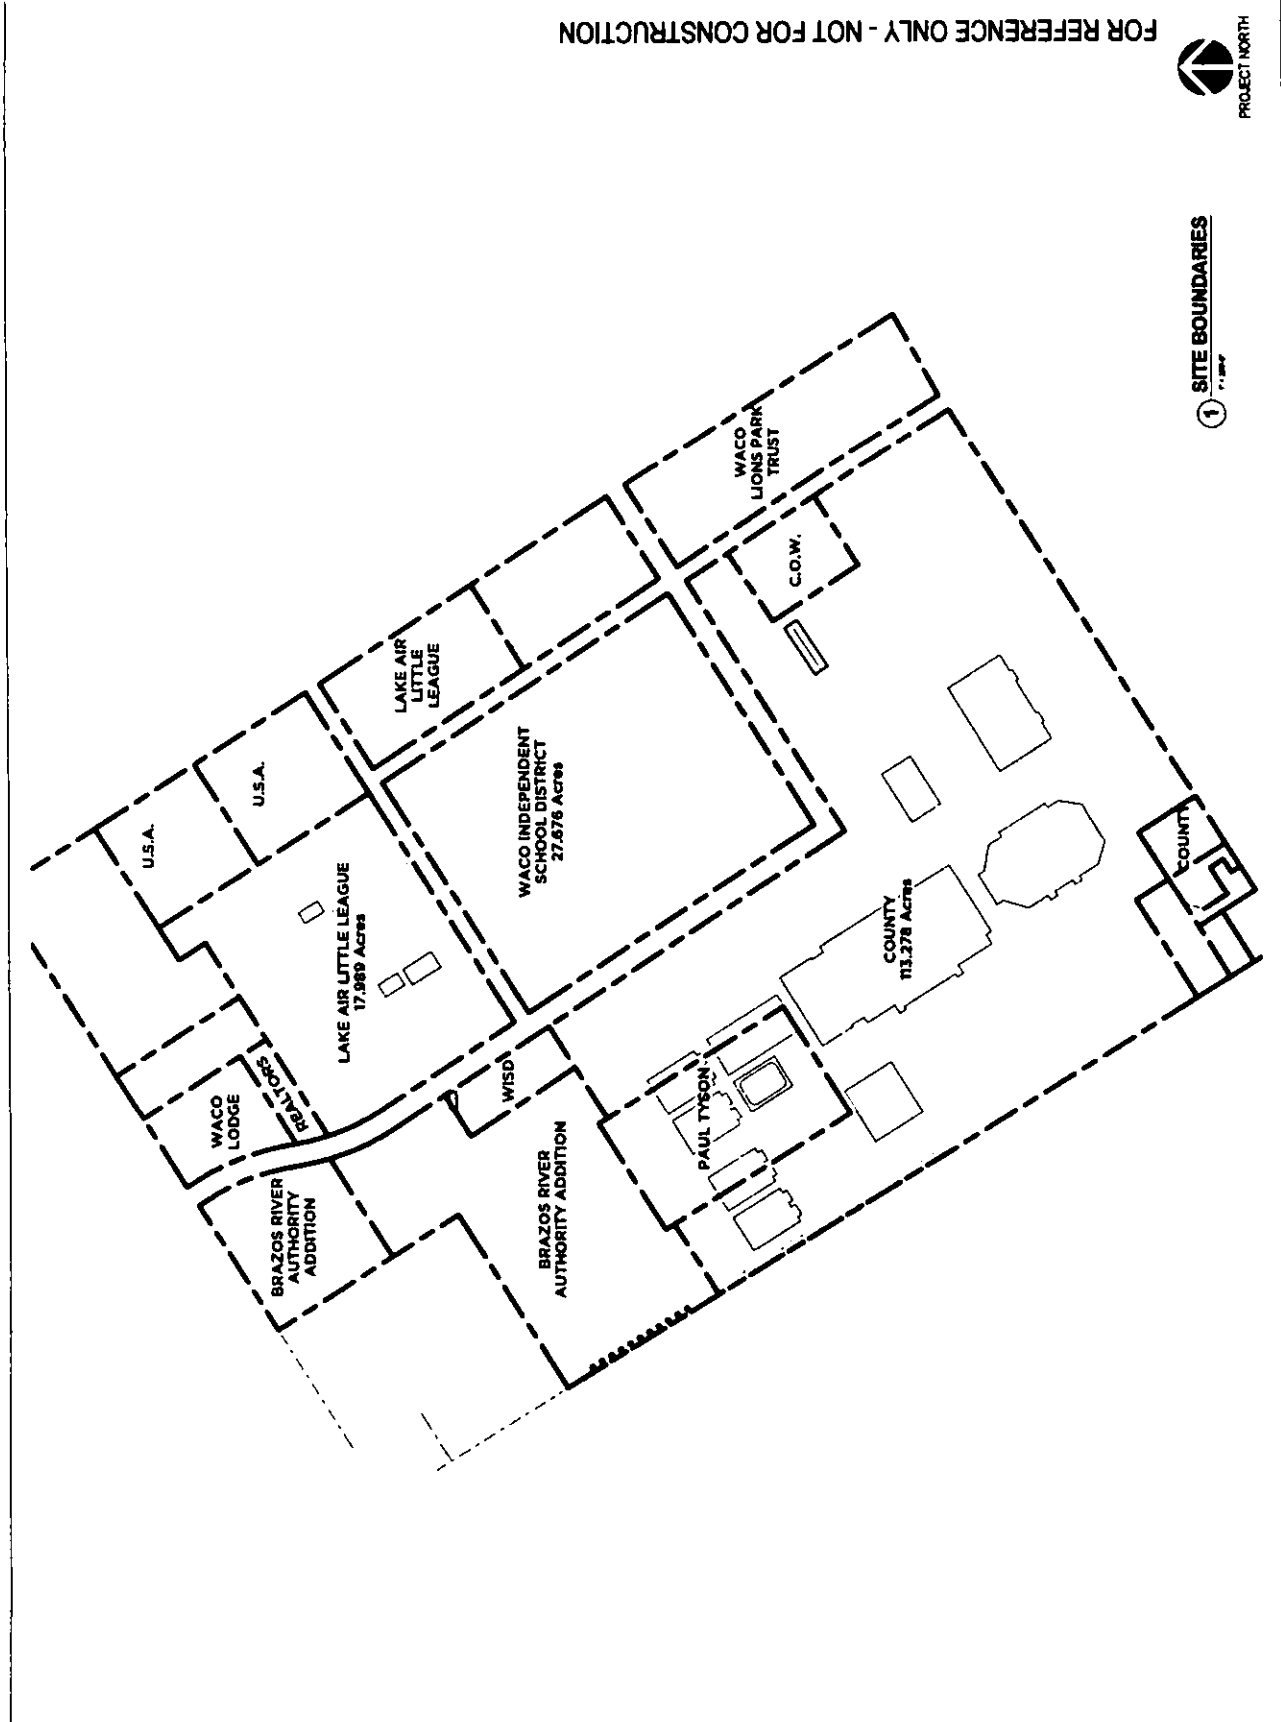 FOR REFERENCE ONLY - NOT FOR CONSTRUCTION
PROJECT NORTH
1 SITE BOUNDARIES
U.S.A.
U.S.A.
LAKE AIR
LITTLE
LEAGUE
WACO
LIONS PARK
TRUST
C.O.W.
WACO INDEPENDENT
SCHOOL DISTRICT
27.676 Acres
LAKE AIR LITTLE LEAGUE
17.989 Acres
WACO
LODGE
REALTORS
WISD
BRAZOS RIVER
AUTHORITY
ADDITION
BRAZOS RIVER
AUTHORITY ADDITION
PAUL TYSON
COUNTY
113.278 Acres
COUNTY